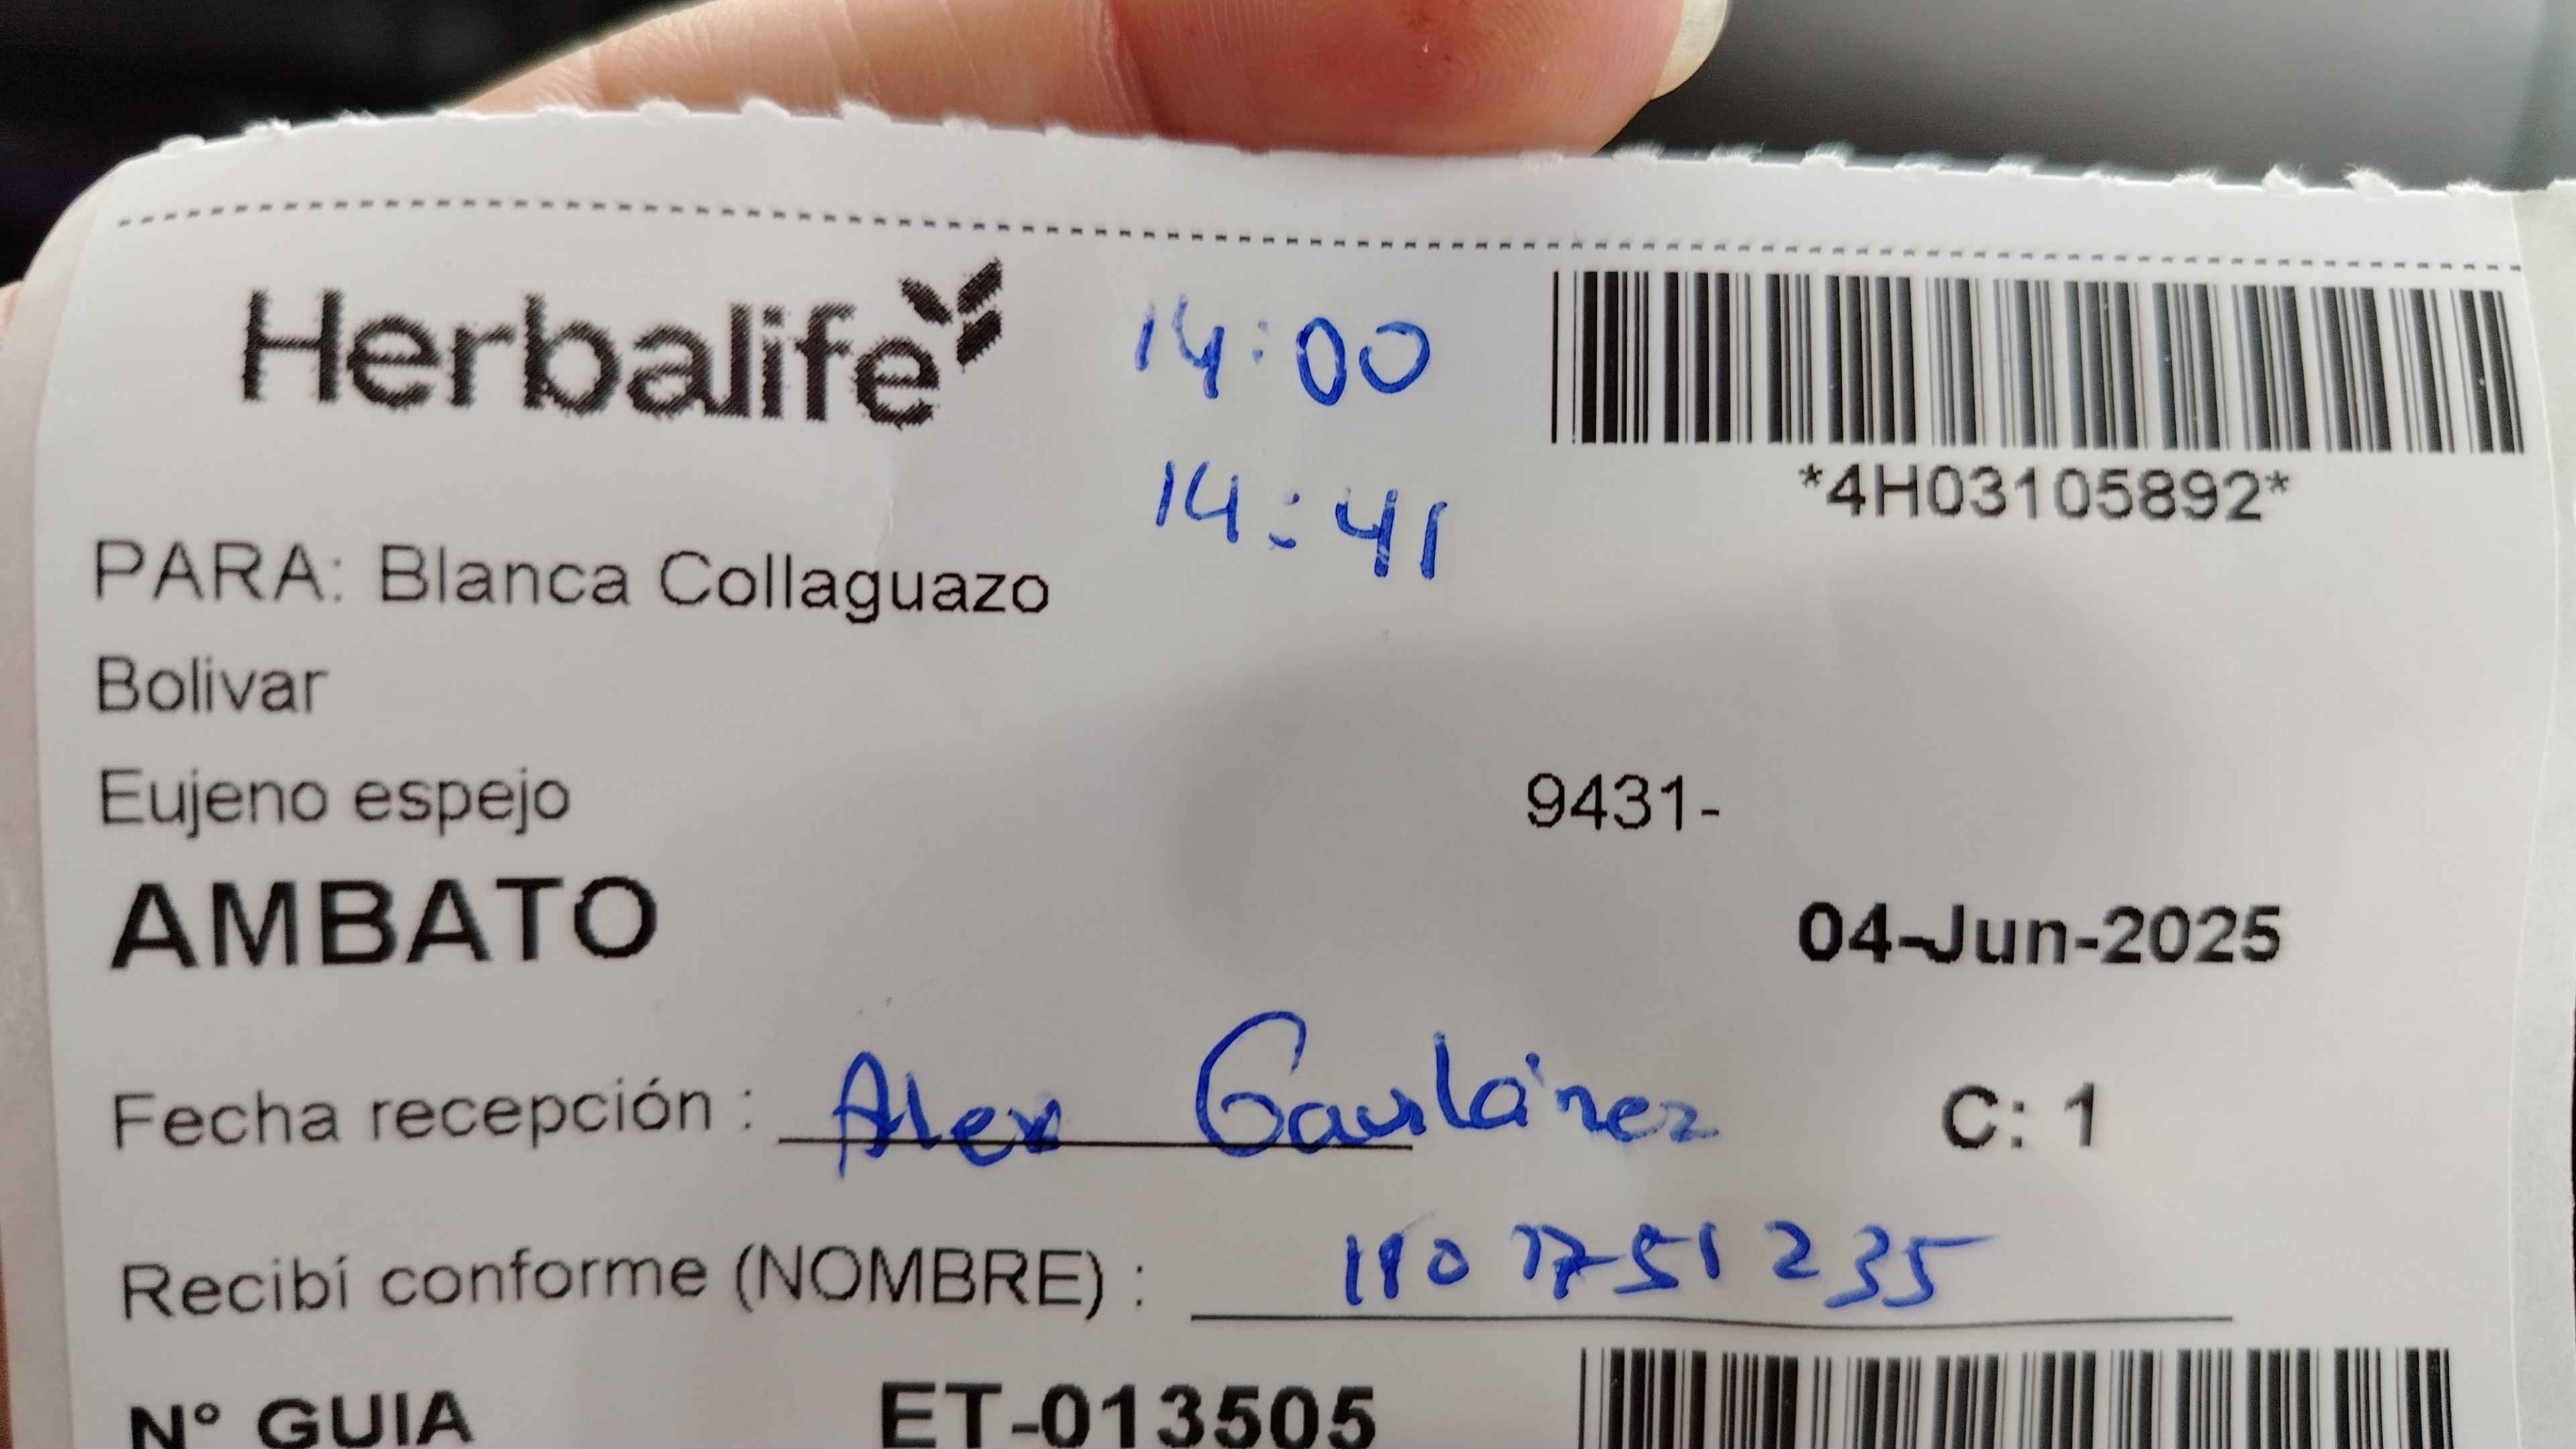 Herbalife 14:00
14:41
*4H03105892*
PARA: Blanca Collaguazo
Bolivar
Eujeno espejo 9431-
AMBATO
04-Jun-2025
Fecha recepción : Alex Gavilánez C: 1
Recibí conforme (NOMBRE) : 1107751235
N° GUIA ET-013505